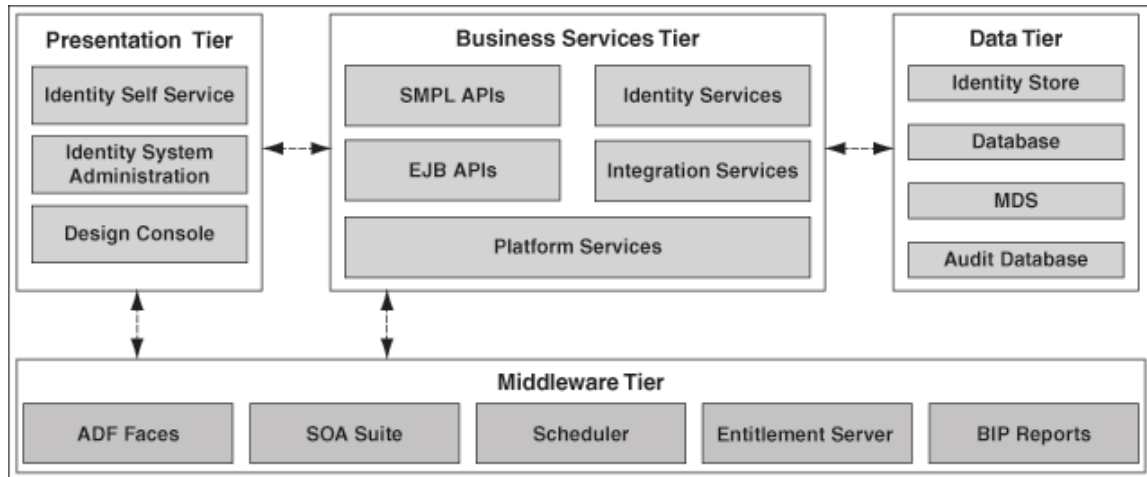 Presentation Tier
Identity Self Service
Identity System
Administration
Design Console
Business Services Tier
SMPL APIs
Identity Services
EJB APIs
Integration Services
Platform Services
Data Tier
Identity Store
Database
MDS
Audit Database
Middleware Tier
ADF Faces
SOA Suite
Scheduler
Entitlement Server
BIP Reports